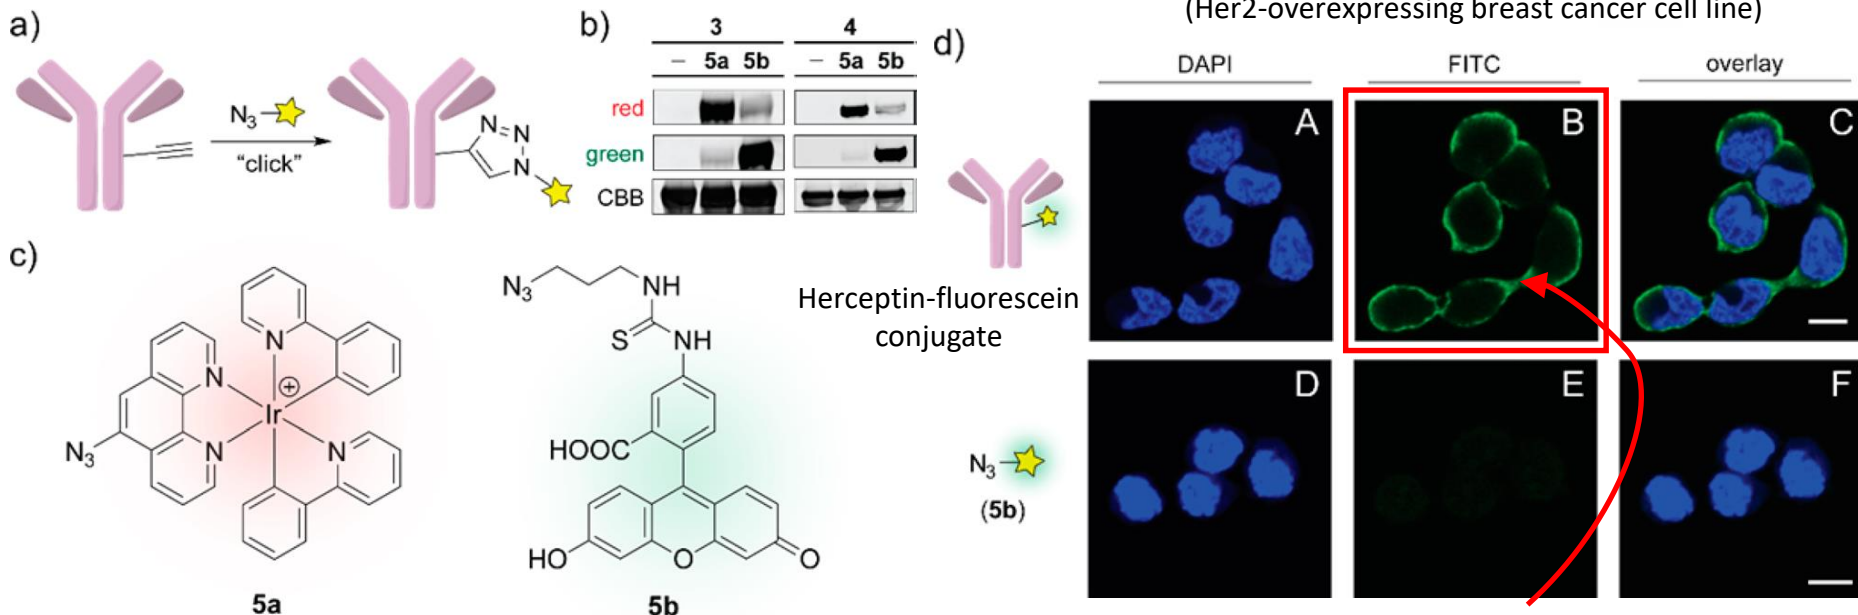 (Her2-overexpressing breast cancer cell line)
a)
N3
"click"
N
N
N
b)
3
4
–
5a
5b
–
5a
5b
red
green
CBB
c)
N
N
Ir
+
N
N
N3
5a
N3
NH
S
NH
HOOC
HO
O
O
5b
d)
DAPI
FITC
overlay
A
B
C
Herceptin-fluorescein
conjugate
D
E
F
N3
(5b)